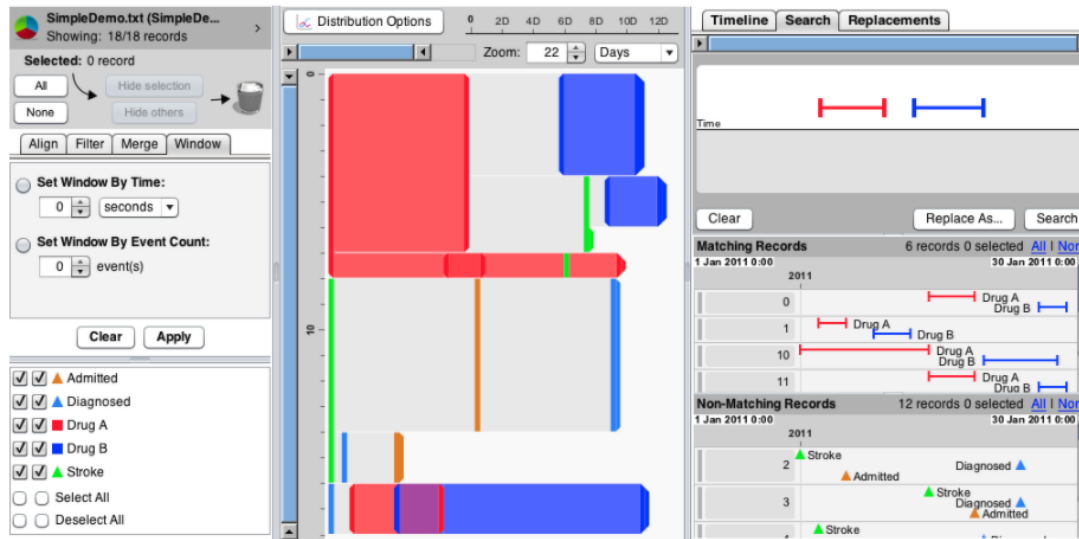 SimpleDemo.txt (SimpleDe...
Showing: 18/18 records
Selected: 0 record
All
Hide selection
None
Hide others
Align Filter Merge Window
Set Window By Time:
0 seconds
Set Window By Event Count:
0 event(s)
Clear Apply
Admitted
Diagnosed
Drug A
Drug B
Stroke
Select All
Deselect All
Distribution Options
0 2D 4D 6D 8D 10D 12D
Zoom: 22 Days
0
10
Timeline Search Replacements
Time
Clear Replace As... Search
Matching Records 6 records 0 selected All | Nor
1 Jan 2011 0:00 30 Jan 2011 0:00
2011
0 Drug A
Drug B
1 Drug A
Drug B
10 Drug A
Drug B
11 Drug A
Drug B
Non-Matching Records 12 records 0 selected All | Nor
1 Jan 2011 0:00 30 Jan 2011 0:00
2011
Stroke
2 Diagnosed
Admitted
Stroke
3 Diagnosed
Admitted
Stroke